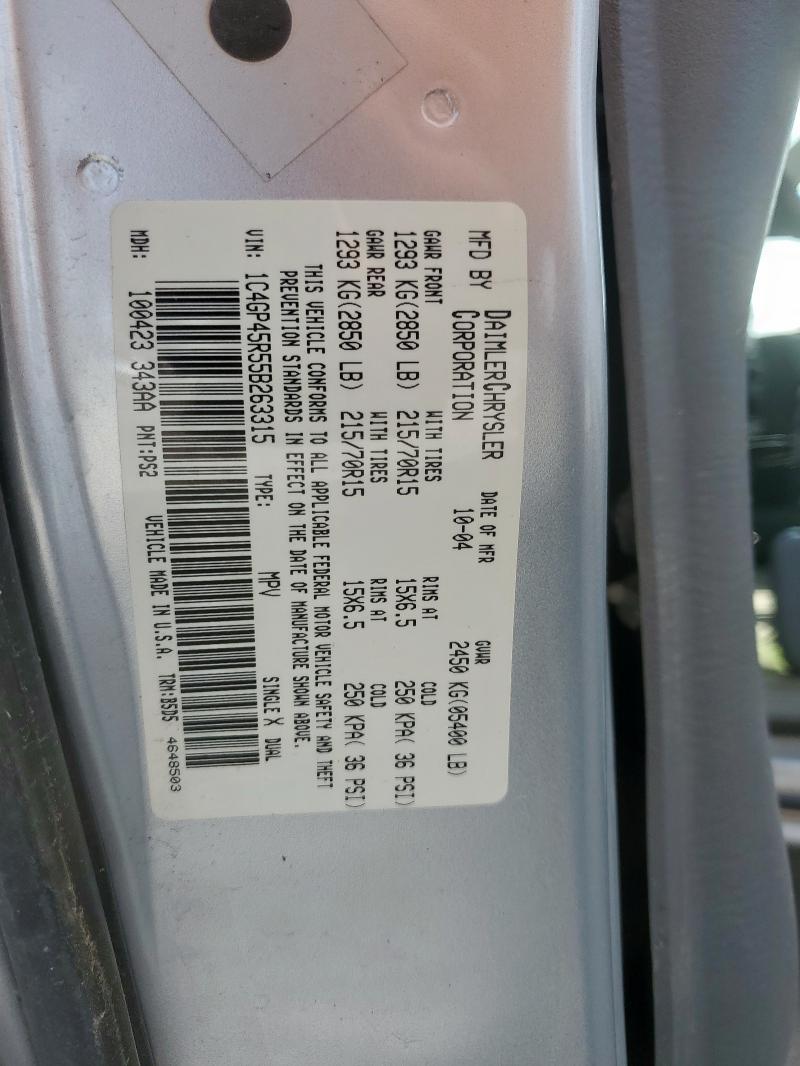 MFD BY DAIMLERCHRYSLER CORPORATION DATE OF MFR 10-04 GVWR 2450 KG(05400 LB)
GAWR FRONT WITH TIRES RIMS AT COLD
1293 KG(2850 LB) 215/70R15 15X6.5 250 KPA( 36 PSI)
GAWR REAR WITH TIRES RIMS AT COLD
1293 KG(2850 LB) 215/70R15 15X6.5 250 KPA( 36 PSI)
THIS VEHICLE CONFORMS TO ALL APPLICABLE FEDERAL MOTOR VEHICLE SAFETY AND THEFT
PREVENTION STANDARDS IN EFFECT ON THE DATE OF MANUFACTURE SHOWN ABOVE.
VIN: 1C4GP45R55B263315 TYPE: MPV SINGLE X DUAL
MDH: 100423 343AA PNT:PS2 VEHICLE MADE IN U.S.A. TRM:B5D5 4648503